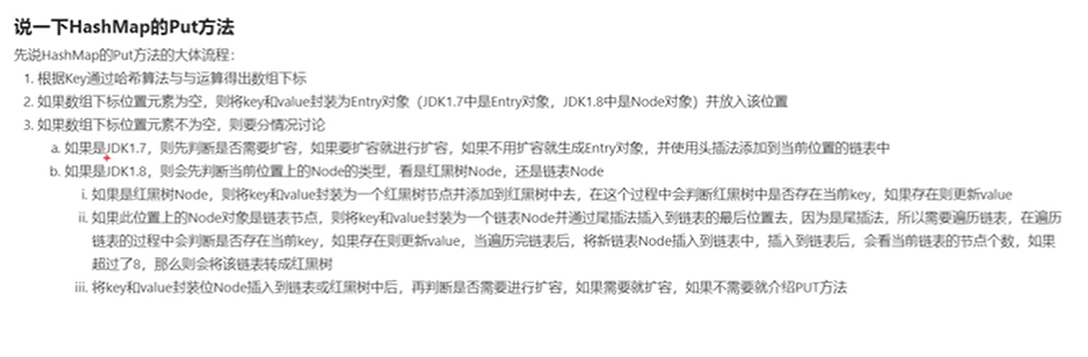 说一下HashMap的Put方法
先说HashMap的Put方法的大体流程：
1. 根据Key通过哈希算法与与运算得出数组下标
2. 如果数组下标位置元素为空，则将key和value封装为Entry对象（JDK1.7中是Entry对象，JDK1.8中是Node对象）并放入该位置
3. 如果数组下标位置元素不为空，则要分情况讨论
a. 如果是JDK1.7，则先判断是否需要扩容，如果要扩容就进行扩容，如果不用扩容就生成Entry对象，并使用头插法添加到当前位置的链表中
b. 如果是JDK1.8，则会先判断当前位置上的Node的类型，看是红黑树Node，还是链表Node
i. 如果是红黑树Node，则将key和value封装为一个红黑树节点并添加到红黑树中去，在这个过程中会判断红黑树中是否存在当前key，如果存在则更新value
ii. 如果此位置上的Node对象是链表节点，则将key和value封装为一个链表Node并通过尾插法插入到链表的最后位置去，因为是尾插法，所以需要遍历链表，在遍历
链表的过程中会判断是否存在当前key，如果存在则更新value，当遍历完链表后，将新链表Node插入到链表中，插入到链表后，会看当前链表的节点个数，如果
超过了8，那么则会将该链表转成红黑树
iii. 将key和value封装位Node插入到链表或红黑树中后，再判断是否需要进行扩容，如果需要就扩容，如果不需要就介绍PUT方法